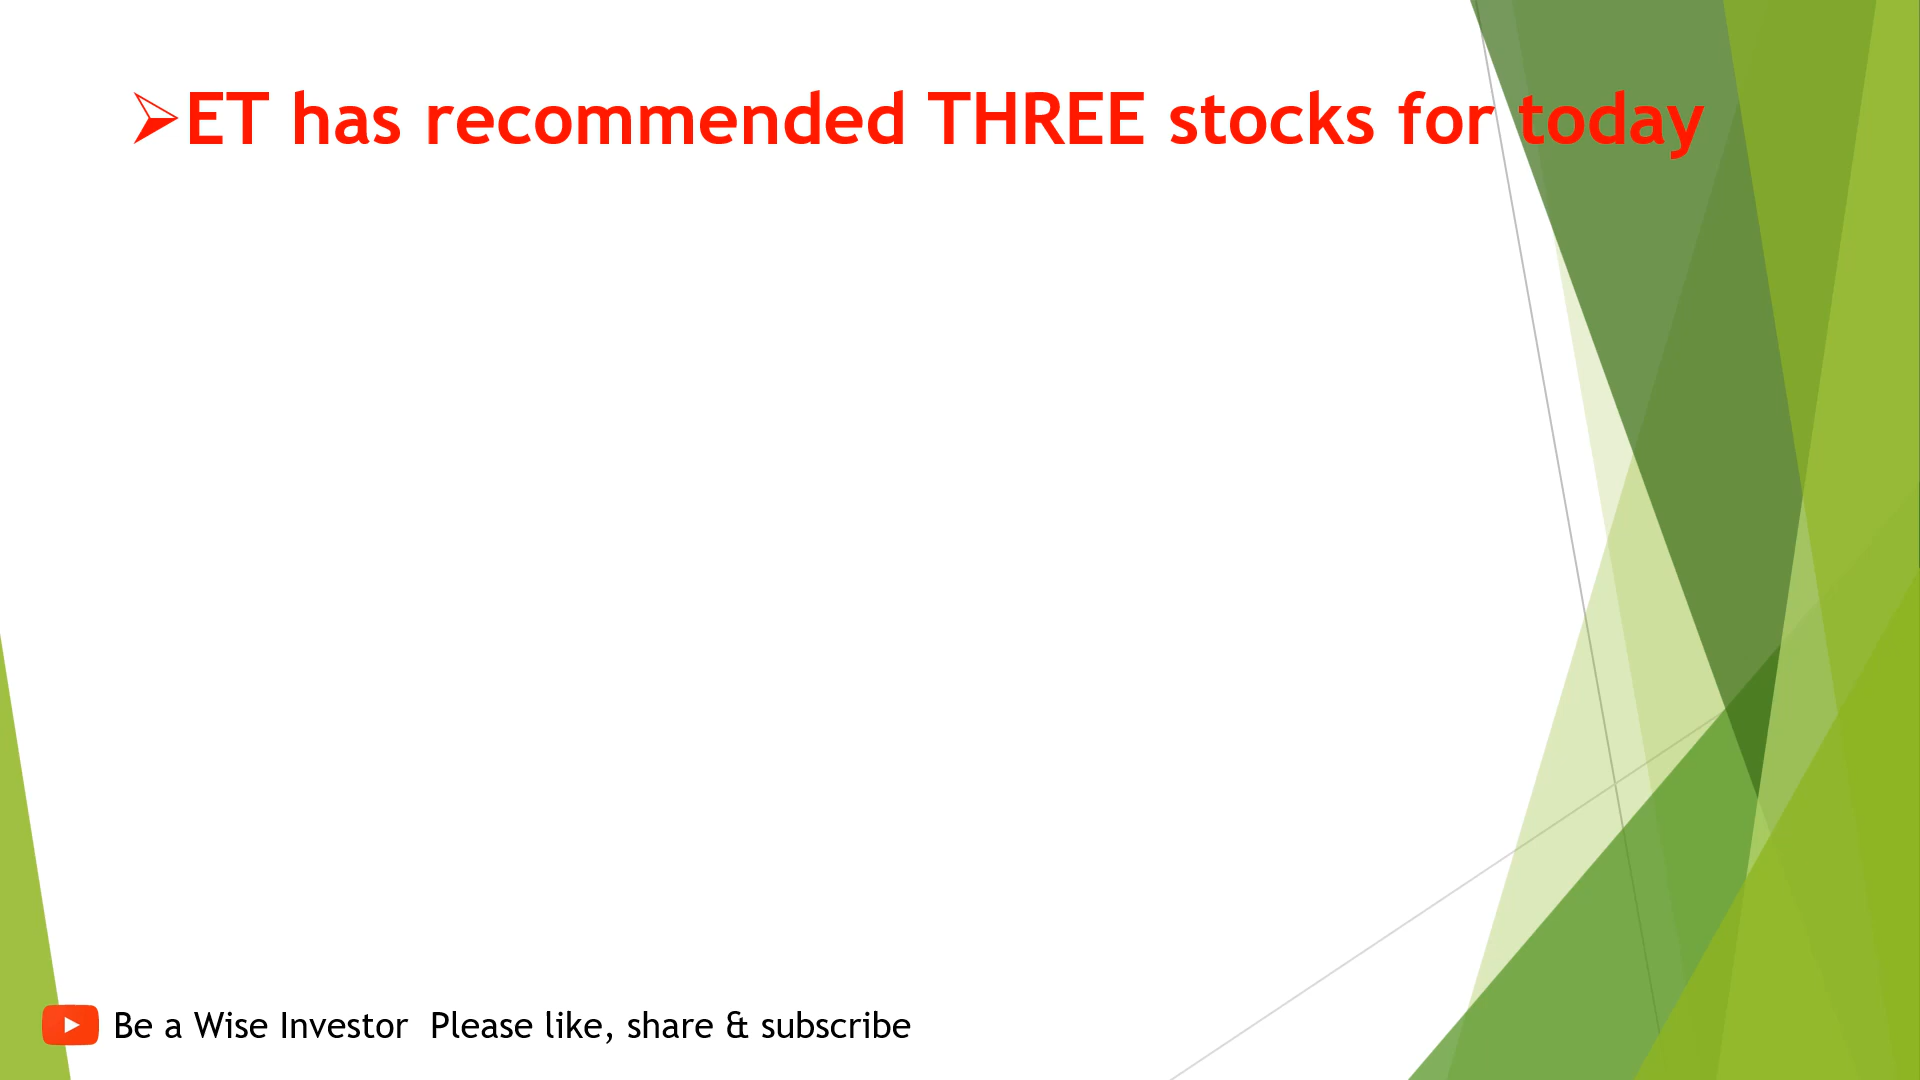 ➢ET has recommended THREE stocks for today
Be a Wise Investor  Please like, share & subscribe